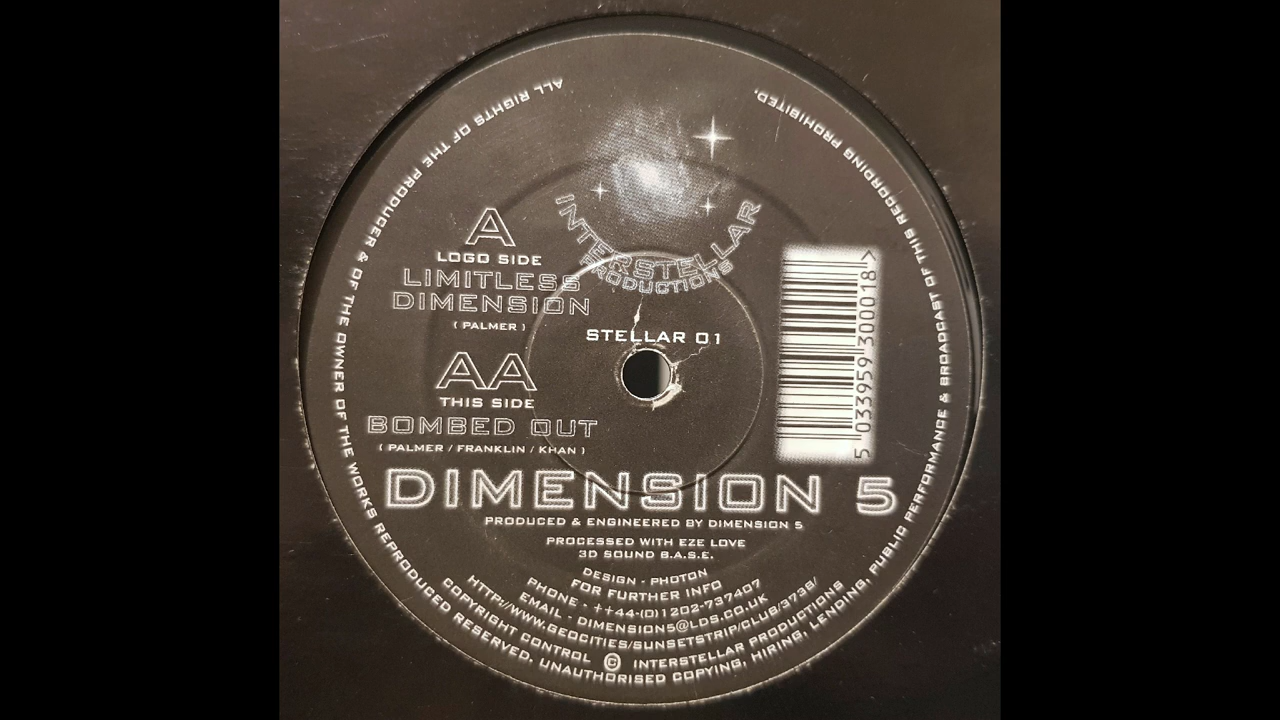 ALL RIGHTS OF THE PRODUCER & OF THE OWNER OF THE WORKS REPRODUCED RESERVED. UNAUTHORISED COPYING, HIRING, LENDING, PUBLIC PERFORMANCE & BROADCAST OF THIS RECORDING PROHIBITED.
INTERSTELLAR
PRODUCTIONS
A
LOGO SIDE
LIMITLESS
DIMENSION
( PALMER )
STELLAR 01
AA
THIS SIDE
BOMBED OUT
( PALMER / FRANKLIN / KHAN )
5 033959 300018 >
DIMENSION 5
PRODUCED & ENGINEERED BY DIMENSION 5
PROCESSED WITH EZE LOVE
3D SOUND B.A.S.E.
DESIGN - PHOTON
FOR FURTHER INFO
PHONE - ++44-(0)1202-737407
EMAIL - DIMENSION5@LDS.CO.UK
HTTP://WWW.GEOCITIES/SUNSETSTRIP/CLUB/3738/
COPYRIGHT CONTROL © INTERSTELLAR PRODUCTIONS